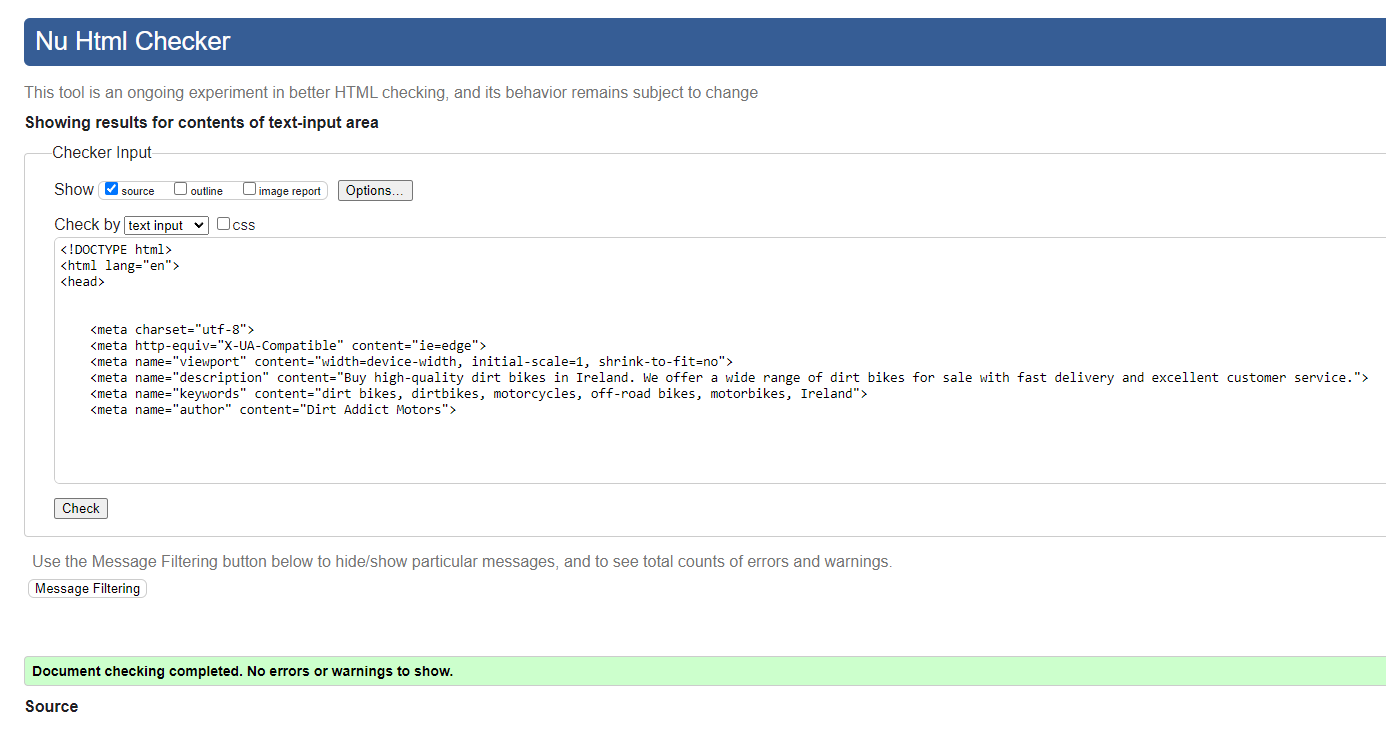 Nu Html Checker
This tool is an ongoing experiment in better HTML checking, and its behavior remains subject to change
Showing results for contents of text-input area
Checker Input
Show source outline image report Options...
Check by text input css
<!DOCTYPE html>
<html lang="en">
<head>
<meta charset="utf-8">
<meta http-equiv="X-UA-Compatible" content="ie=edge">
<meta name="viewport" content="width=device-width, initial-scale=1, shrink-to-fit=no">
<meta name="description" content="Buy high-quality dirt bikes in Ireland. We offer a wide range of dirt bikes for sale with fast delivery and excellent customer service.">
<meta name="keywords" content="dirt bikes, dirtbikes, motorcycles, off-road bikes, motorbikes, Ireland">
<meta name="author" content="Dirt Addict Motors">
Check
Use the Message Filtering button below to hide/show particular messages, and to see total counts of errors and warnings.
Message Filtering
Document checking completed. No errors or warnings to show.
Source